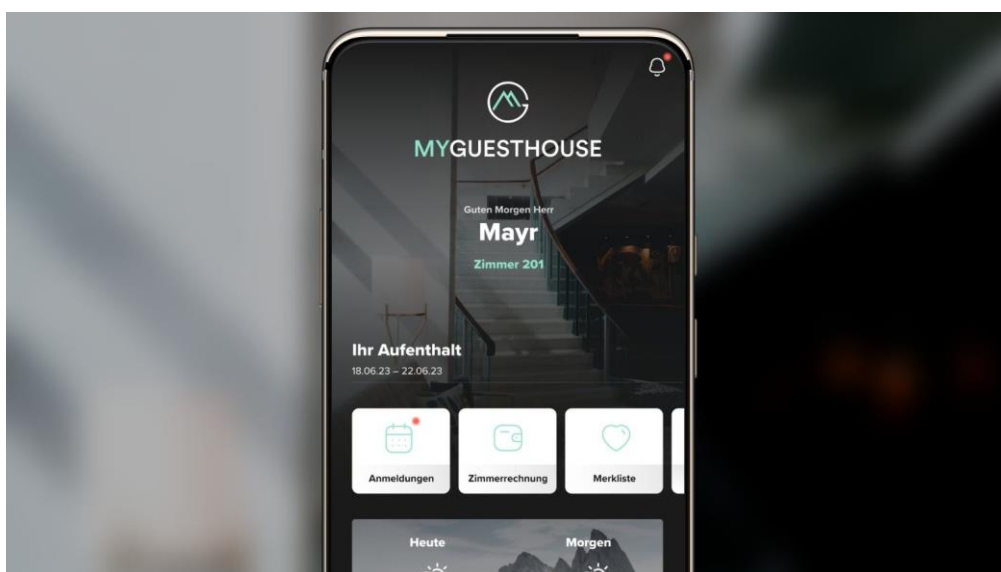 MYGUESTHOUSE
Guten Morgen Herr
Mayr
Zimmer 201
Ihr Aufenthalt
18.06.23 – 22.06.23
Anmeldungen Zimmerrechnung Merkliste
Heute Morgen